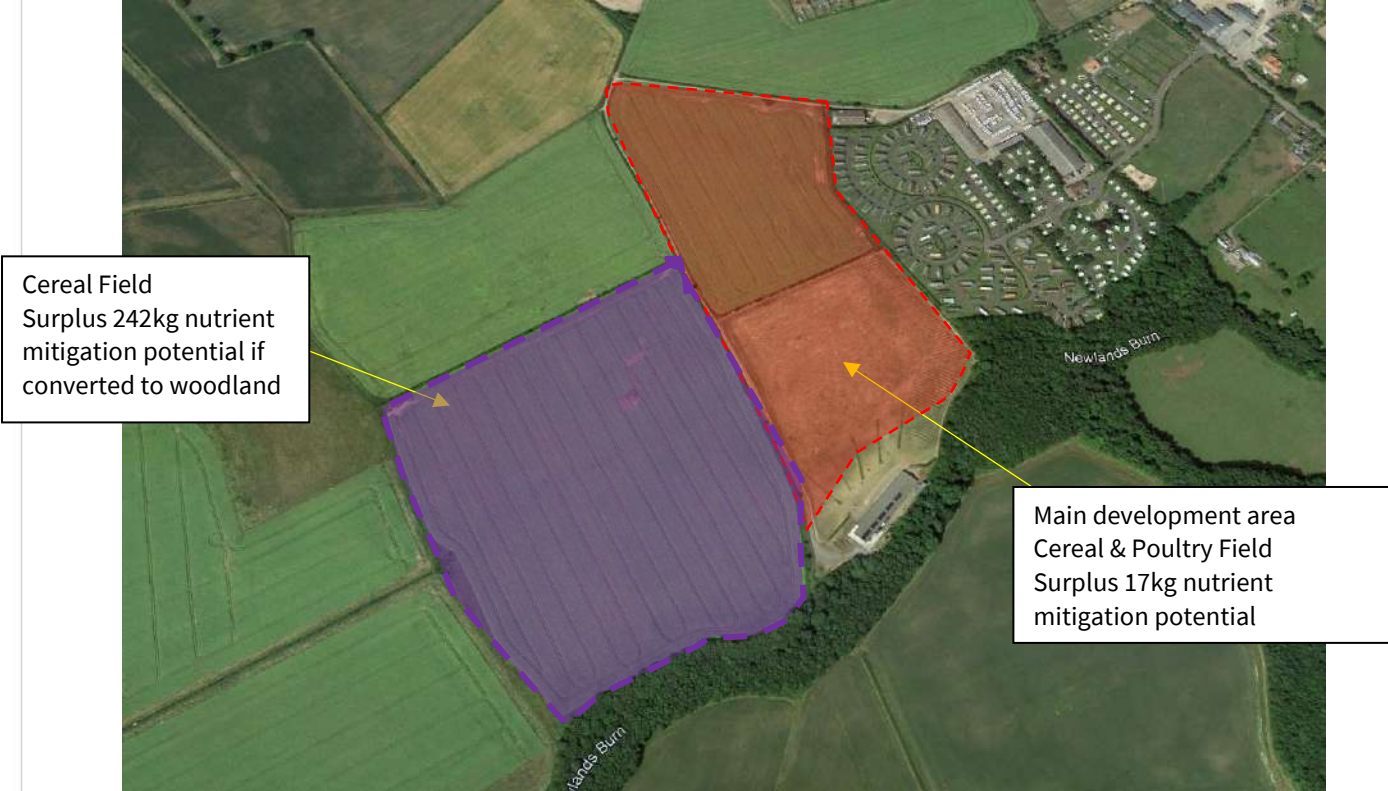 Cereal Field
Surplus 242kg nutrient
mitigation potential if
converted to woodland
Newlands Burn
Main development area
Cereal & Poultry Field
Surplus 17kg nutrient
mitigation potential
lands Burn